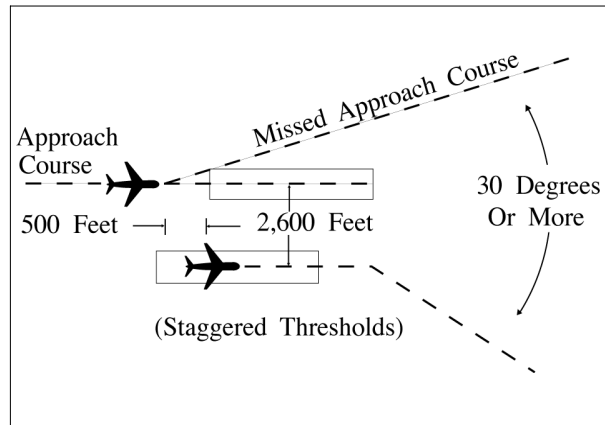 Missed Approach Course
Approach
Course
30 Degrees
Or More
500 Feet
2,600 Feet
(Staggered Thresholds)